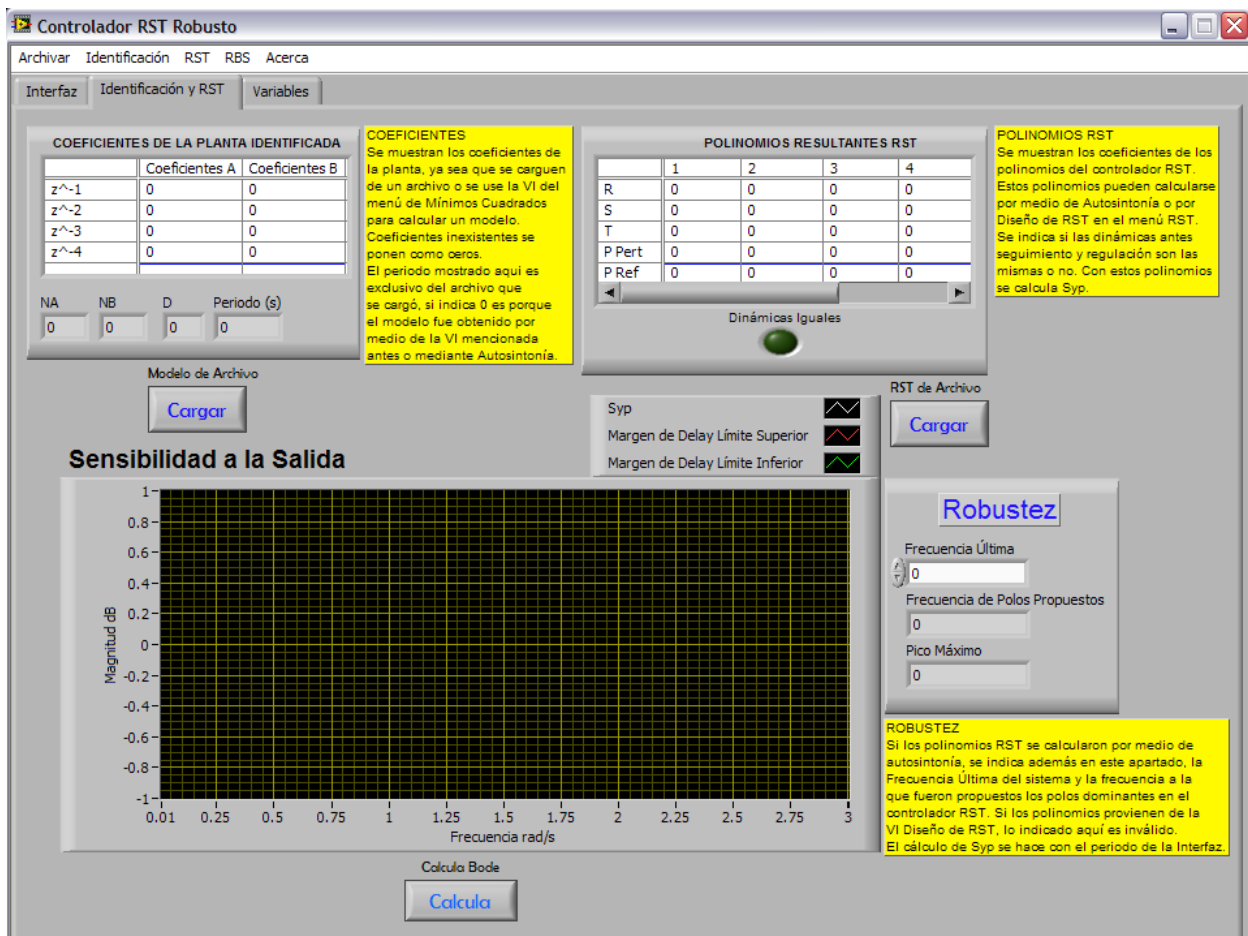 Controlador RST Robusto
Archivar Identificación RST RBS Acerca
Interfaz Identificación y RST Variables
COEFICIENTES DE LA PLANTA IDENTIFICADA
Coeficientes A Coeficientes B
z^-1 0 0
z^-2 0 0
z^-3 0 0
z^-4 0 0
NA NB D Periodo (s)
0 0 0 0
Modelo de Archivo
Cargar
COEFICIENTES
Se muestran los coeficientes de
la planta, ya sea que se carguen
de un archivo o se use la VI del
menú de Mínimos Cuadrados
para calcular un modelo.
Coeficientes inexistentes se
ponen como ceros.
El periodo mostrado aqui es
exclusivo del archivo que
se cargó, si indica 0 es porque
el modelo fue obtenido por
medio de la VI mencionada
antes o mediante Autosintonía.
POLINOMIOS RESULTANTES RST
1 2 3 4
R 0 0 0 0
S 0 0 0 0
T 0 0 0 0
P Pert 0 0 0 0
P Ref 0 0 0 0
Dinámicas Iguales
POLINOMIOS RST
Se muestran los coeficientes de los
polinomios del controlador RST.
Estos polinomios pueden calcularse
por medio de Autosintonía o por
Diseño de RST en el menú RST.
Se indica si las dinámicas antes
seguimiento y regulación son las
mismas o no. Con estos polinomios
se calcula Syp.
RST de Archivo
Cargar
Syp
Margen de Delay Límite Superior
Margen de Delay Límite Inferior
Sensibilidad a la Salida
Magnitud dB
1
0.8
0.6
0.4
0.2
0
-0.2
-0.4
-0.6
-0.8
-1
0.01 0.25 0.5 0.75 1 1.25 1.5 1.75 2 2.25 2.5 2.75 3
Frecuencia rad/s
Calcula Bode
Calcula
Robustez
Frecuencia Última
0
Frecuencia de Polos Propuestos
0
Pico Máximo
0
ROBUSTEZ
Si los polinomios RST se calcularon por medio de
autosintonía, se indica además en este apartado, la
Frecuencia Última del sistema y la frecuencia a la
que fueron propuestos los polos dominantes en el
controlador RST. Si los polinomios provienen de la
VI Diseño de RST, lo indicado aquí es inválido.
El cálculo de Syp se hace con el periodo de la Interfaz.